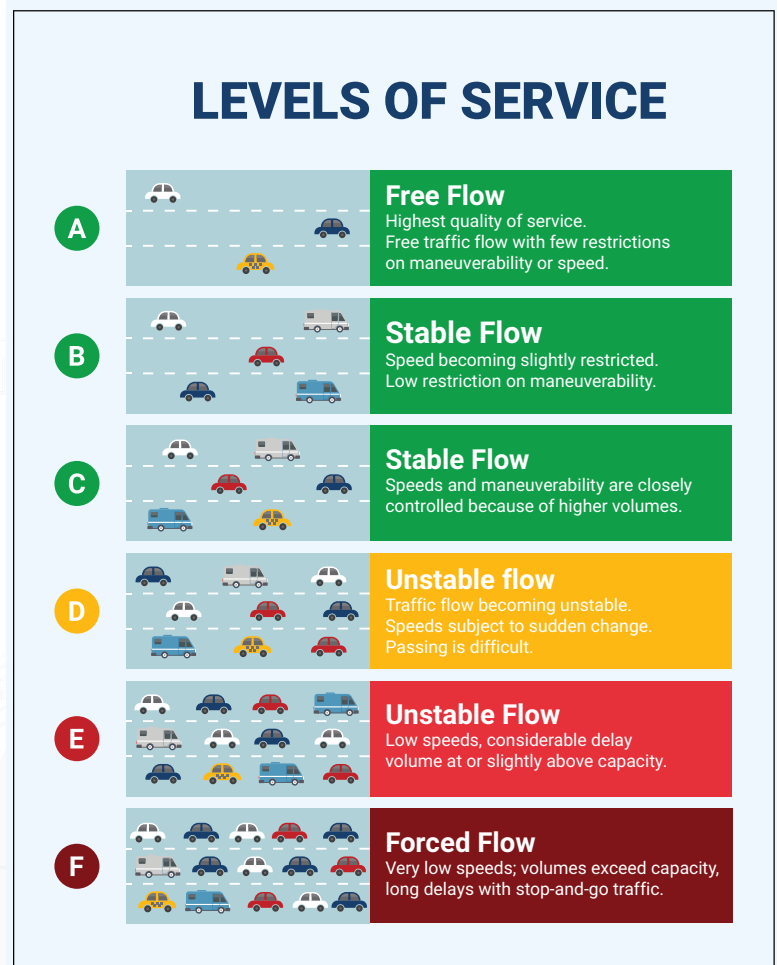 LEVELS OF SERVICE
A
Free Flow
Highest quality of service.
Free traffic flow with few restrictions
on maneuverability or speed.
B
Stable Flow
Speed becoming slightly restricted.
Low restriction on maneuverability.
C
Stable Flow
Speeds and maneuverability are closely
controlled because of higher volumes.
D
Unstable flow
Traffic flow becoming unstable.
Speeds subject to sudden change.
Passing is difficult.
E
Unstable Flow
Low speeds, considerable delay
volume at or slightly above capacity.
F
Forced Flow
Very low speeds; volumes exceed capacity,
long delays with stop-and-go traffic.